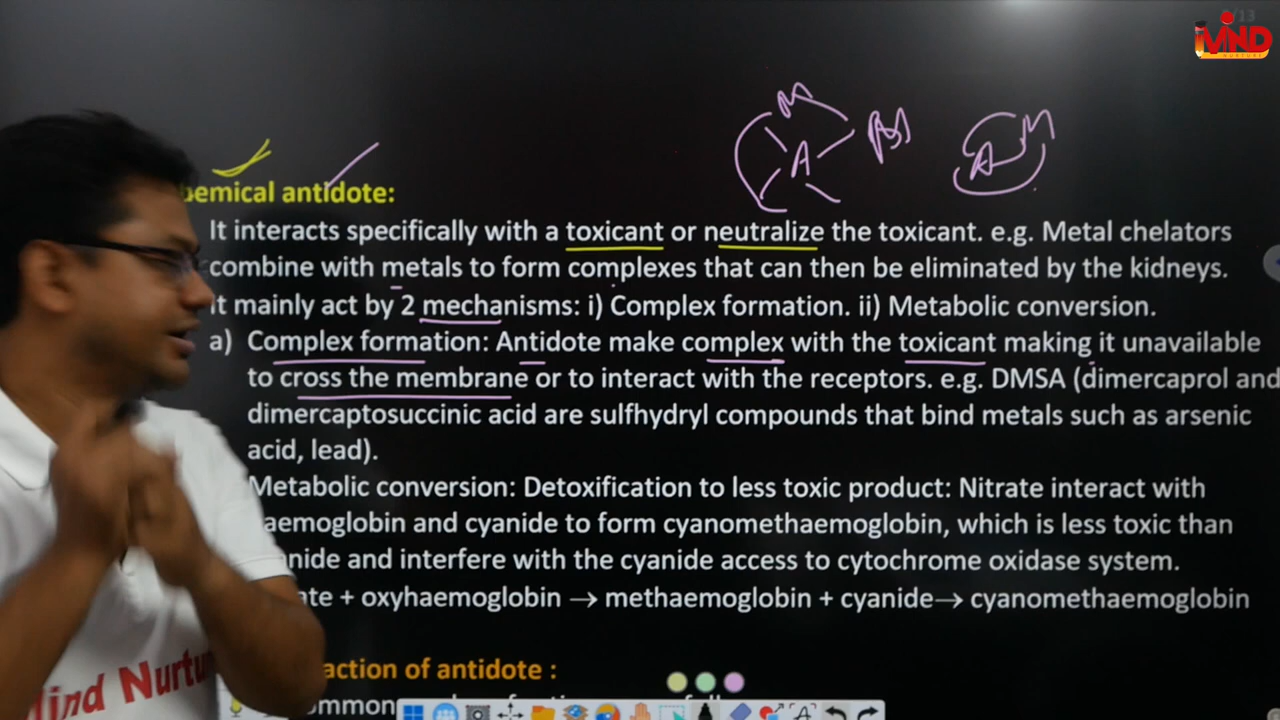 /13
MIND
NURTURE
M
A
M
A M
hemical antidote:
It interacts specifically with a toxicant or neutralize the toxicant. e.g. Metal chelators
combine with metals to form complexes that can then be eliminated by the kidneys.
It mainly act by 2 mechanisms: i) Complex formation. ii) Metabolic conversion.
a) Complex formation: Antidote make complex with the toxicant making it unavailable
to cross the membrane or to interact with the receptors. e.g. DMSA (dimercaprol and
dimercaptosuccinic acid are sulfhydryl compounds that bind metals such as arsenic
acid, lead).
Metabolic conversion: Detoxification to less toxic product: Nitrate interact with
aemoglobin and cyanide to form cyanomethaemoglobin, which is less toxic than
nide and interfere with the cyanide access to cytochrome oxidase system.
ate + oxyhaemoglobin → methaemoglobin + cyanide→ cyanomethaemoglobin
action of antidote :
ind Nurtu